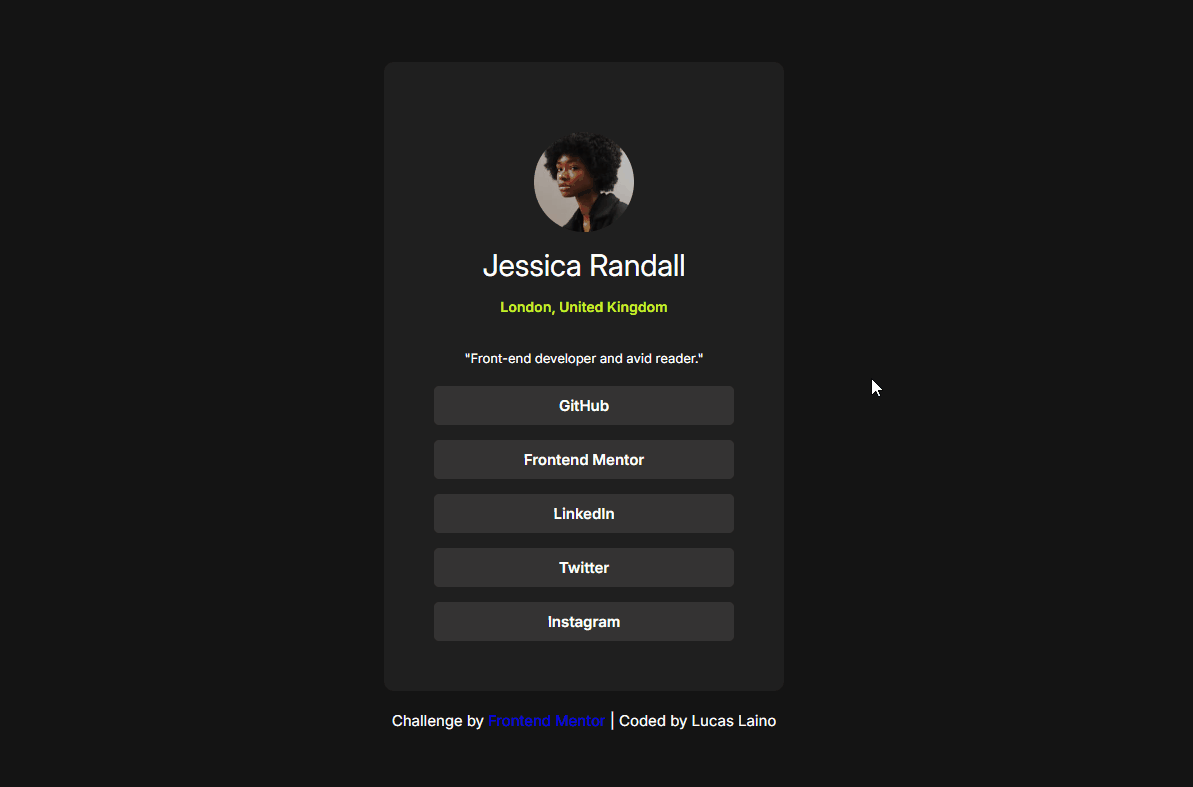 Jessica Randall
London, United Kingdom
"Front-end developer and avid reader."
GitHub
Frontend Mentor
LinkedIn
Twitter
Instagram
Challenge by Frontend Mentor | Coded by Lucas Laino